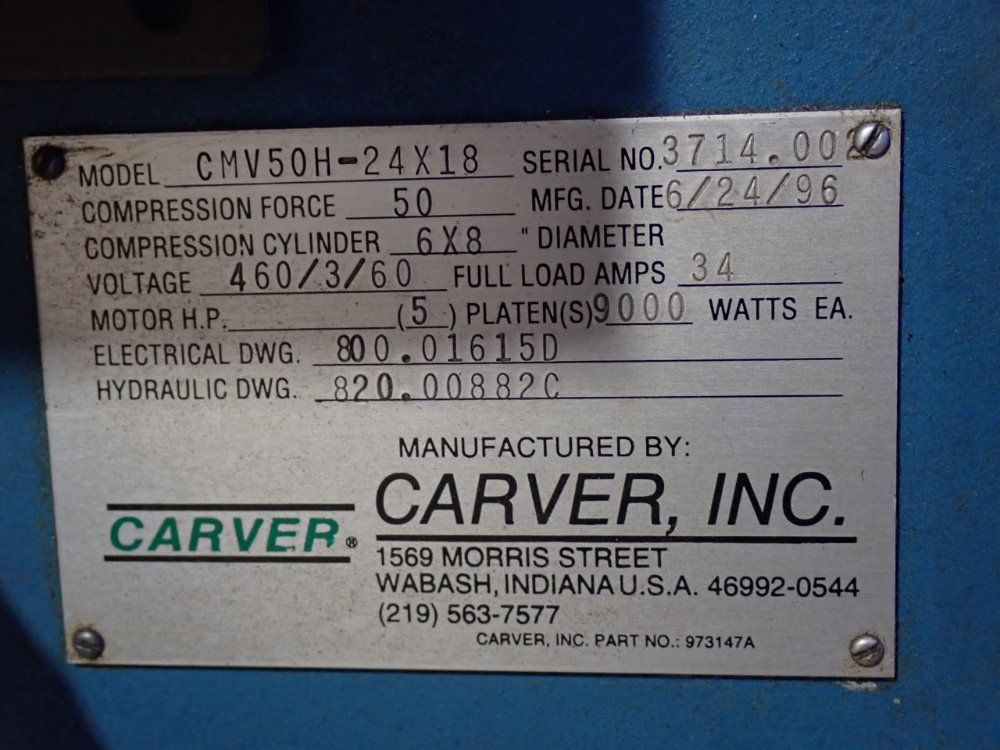 MODEL CMV50H-24X18 SERIAL NO. 3714.002
COMPRESSION FORCE 50 MFG. DATE 6/24/96
COMPRESSION CYLINDER 6X8 " DIAMETER
VOLTAGE 460/3/60 FULL LOAD AMPS 34
MOTOR H.P. (5) PLATEN(S) 9000 WATTS EA.
ELECTRICAL DWG. 800.01615D
HYDRAULIC DWG. 820.00882C
MANUFACTURED BY:
CARVER, INC.
CARVER®
1569 MORRIS STREET
WABASH, INDIANA U.S.A. 46992-0544
(219) 563-7577
CARVER, INC. PART NO.: 973147A